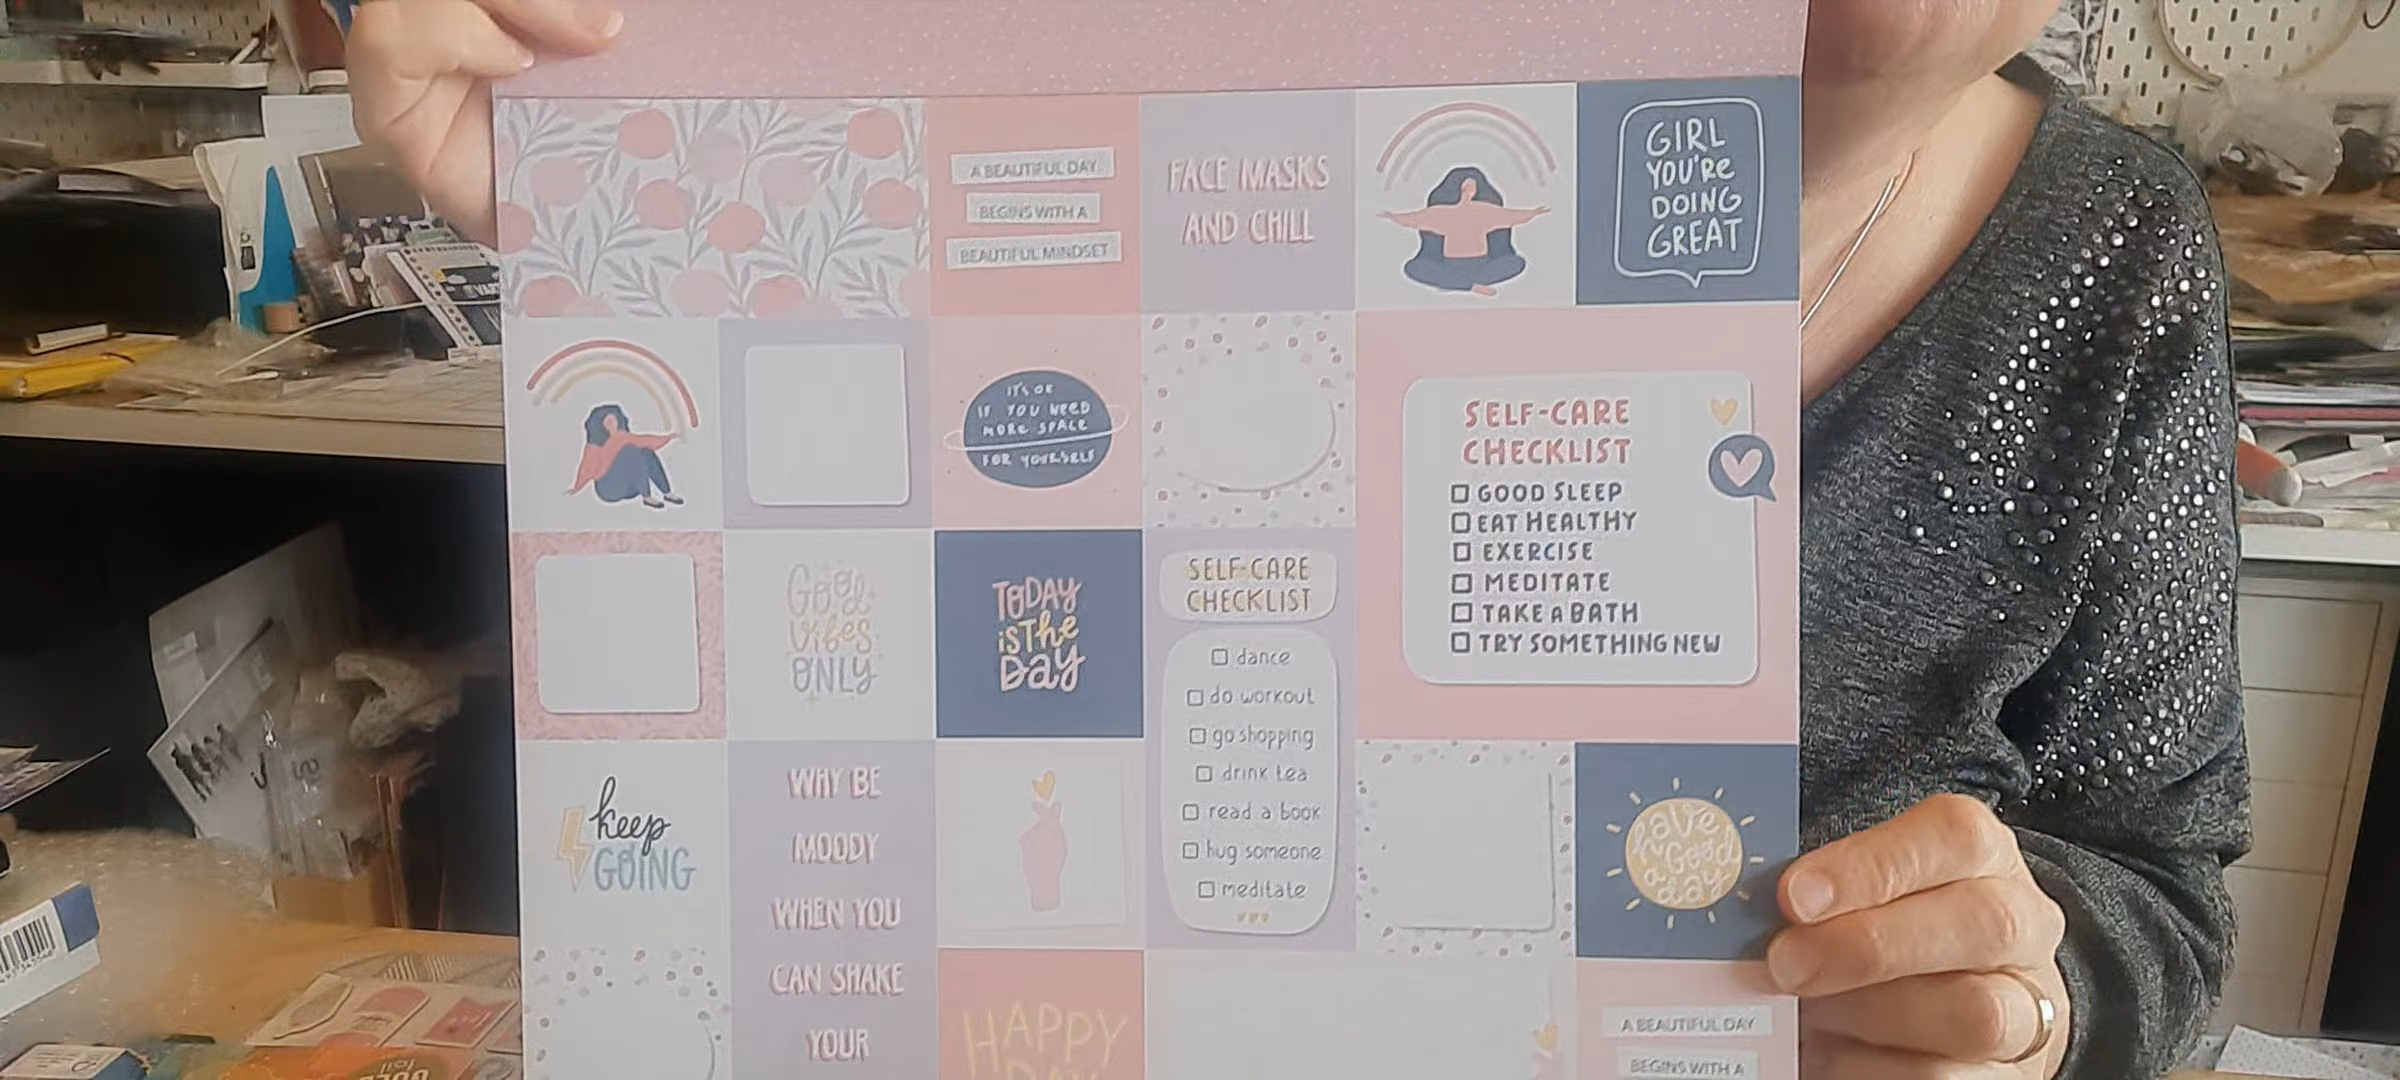 A BEAUTIFUL DAY
BEGINS WITH A
BEAUTIFUL MINDSET
FACE MASKS
AND CHILL
GIRL
YOU'Re
DOING
GREAT
IT'S OK
IF YOU NEED
MORE SPACE
FOR YOURSELF
SELF-CARE
CHECKLIST
GOOD SLEEP
EAT HEALTHY
EXERCISE
MEDITATE
TAKE a BATH
TRY SOMETHING NEW
Good
vibes
ONLY
TODAY
isThe
Day
SELF-CARE
CHECKLIST
dance
do workout
go shopping
drink tea
read a book
hug someone
meditate
keep
GOING
WHY BE
MOODY
WHEN YOU
CAN SHAKE
YOUR
have
a Good
day
HAPPY
DAY
A BEAUTIFUL DAY
BEGINS WITH A